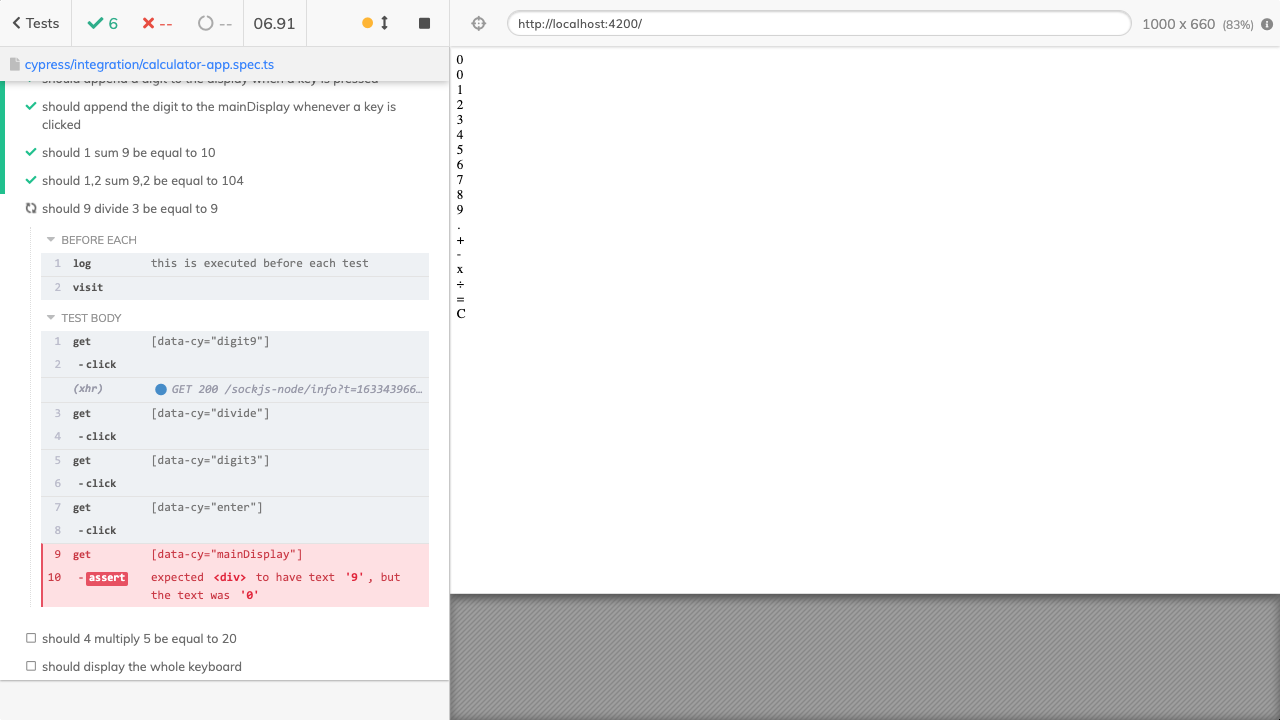 Tests
6
--
--
06.91
http://localhost:4200/
1000 x 660 (83%)
cypress/integration/calculator-app.spec.ts
should append a digit to the display when a key is pressed
should append the digit to the mainDisplay whenever a key is
clicked
should 1 sum 9 be equal to 10
should 1,2 sum 9,2 be equal to 104
should 9 divide 3 be equal to 9
BEFORE EACH
1 log this is executed before each test
2 visit
TEST BODY
1 get [data-cy="digit9"]
2 -click
(xhr) GET 200 /sockjs-node/info?t=163343966…
3 get [data-cy="divide"]
4 -click
5 get [data-cy="digit3"]
6 -click
7 get [data-cy="enter"]
8 -click
9 get [data-cy="mainDisplay"]
10 -assert expected <div> to have text '9', but
the text was '0'
should 4 multiply 5 be equal to 20
should display the whole keyboard
0
0
1
2
3
4
5
6
7
8
9
.
+
-
x
÷
=
C